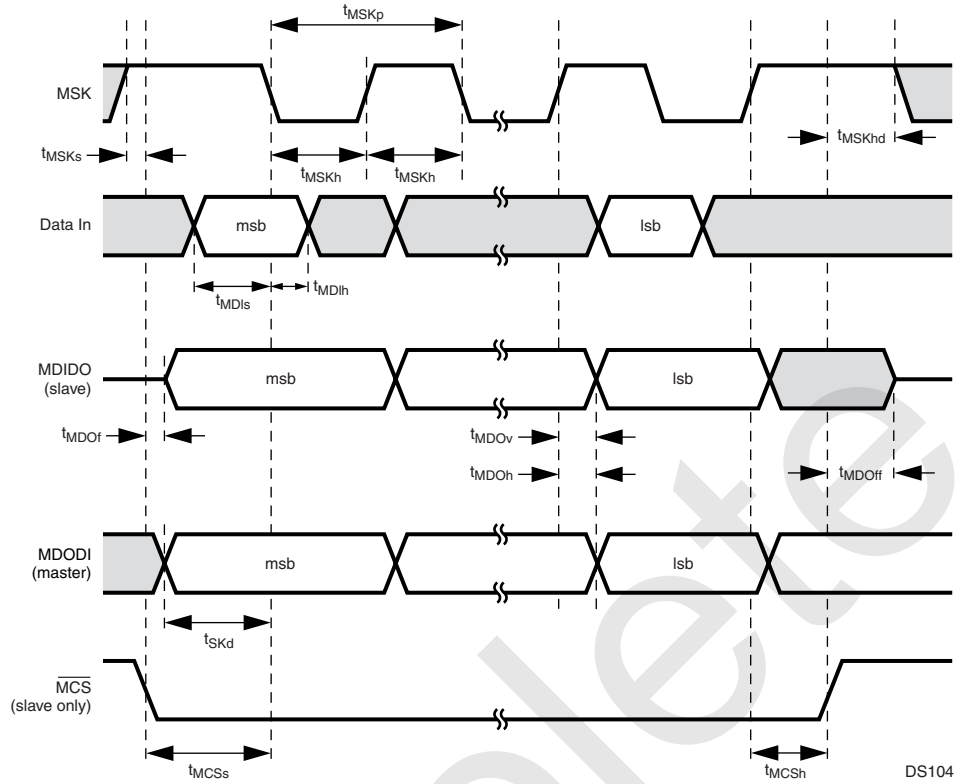 tMSKp
MSK
tMSKs
tMSKh
tMSKh
tMSKhd
Data In
msb
lsb
tMDIs
tMDIh
MDIDO
(slave)
msb
lsb
tMDOf
tMDOv
tMDOh
tMDOff
MDODI
(master)
msb
lsb
tSKd
MCS
(slave only)
tMCSs
tMCSh
DS104
olete